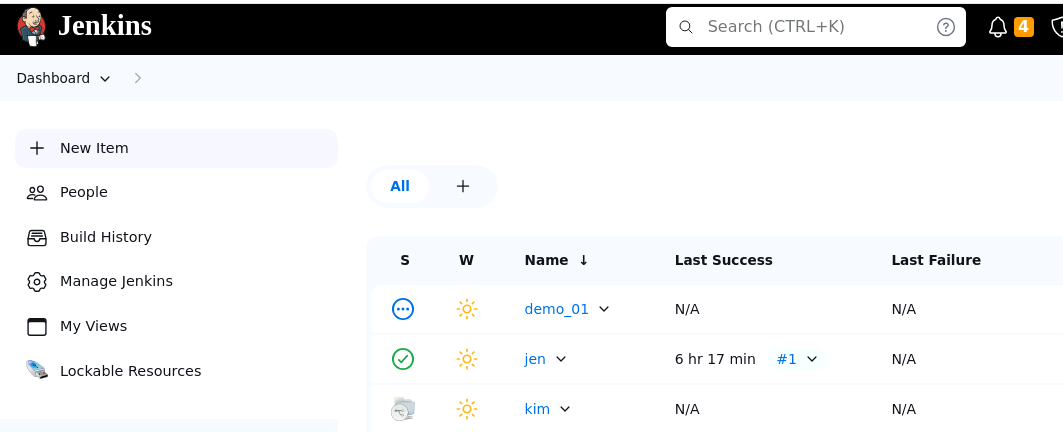 Jenkins
Search (CTRL+K)
4
Dashboard
New Item
People
Build History
Manage Jenkins
My Views
Lockable Resources
All
S W Name ↓ Last Success Last Failure
demo_01 N/A N/A
jen 6 hr 17 min #1 N/A
kim N/A N/A